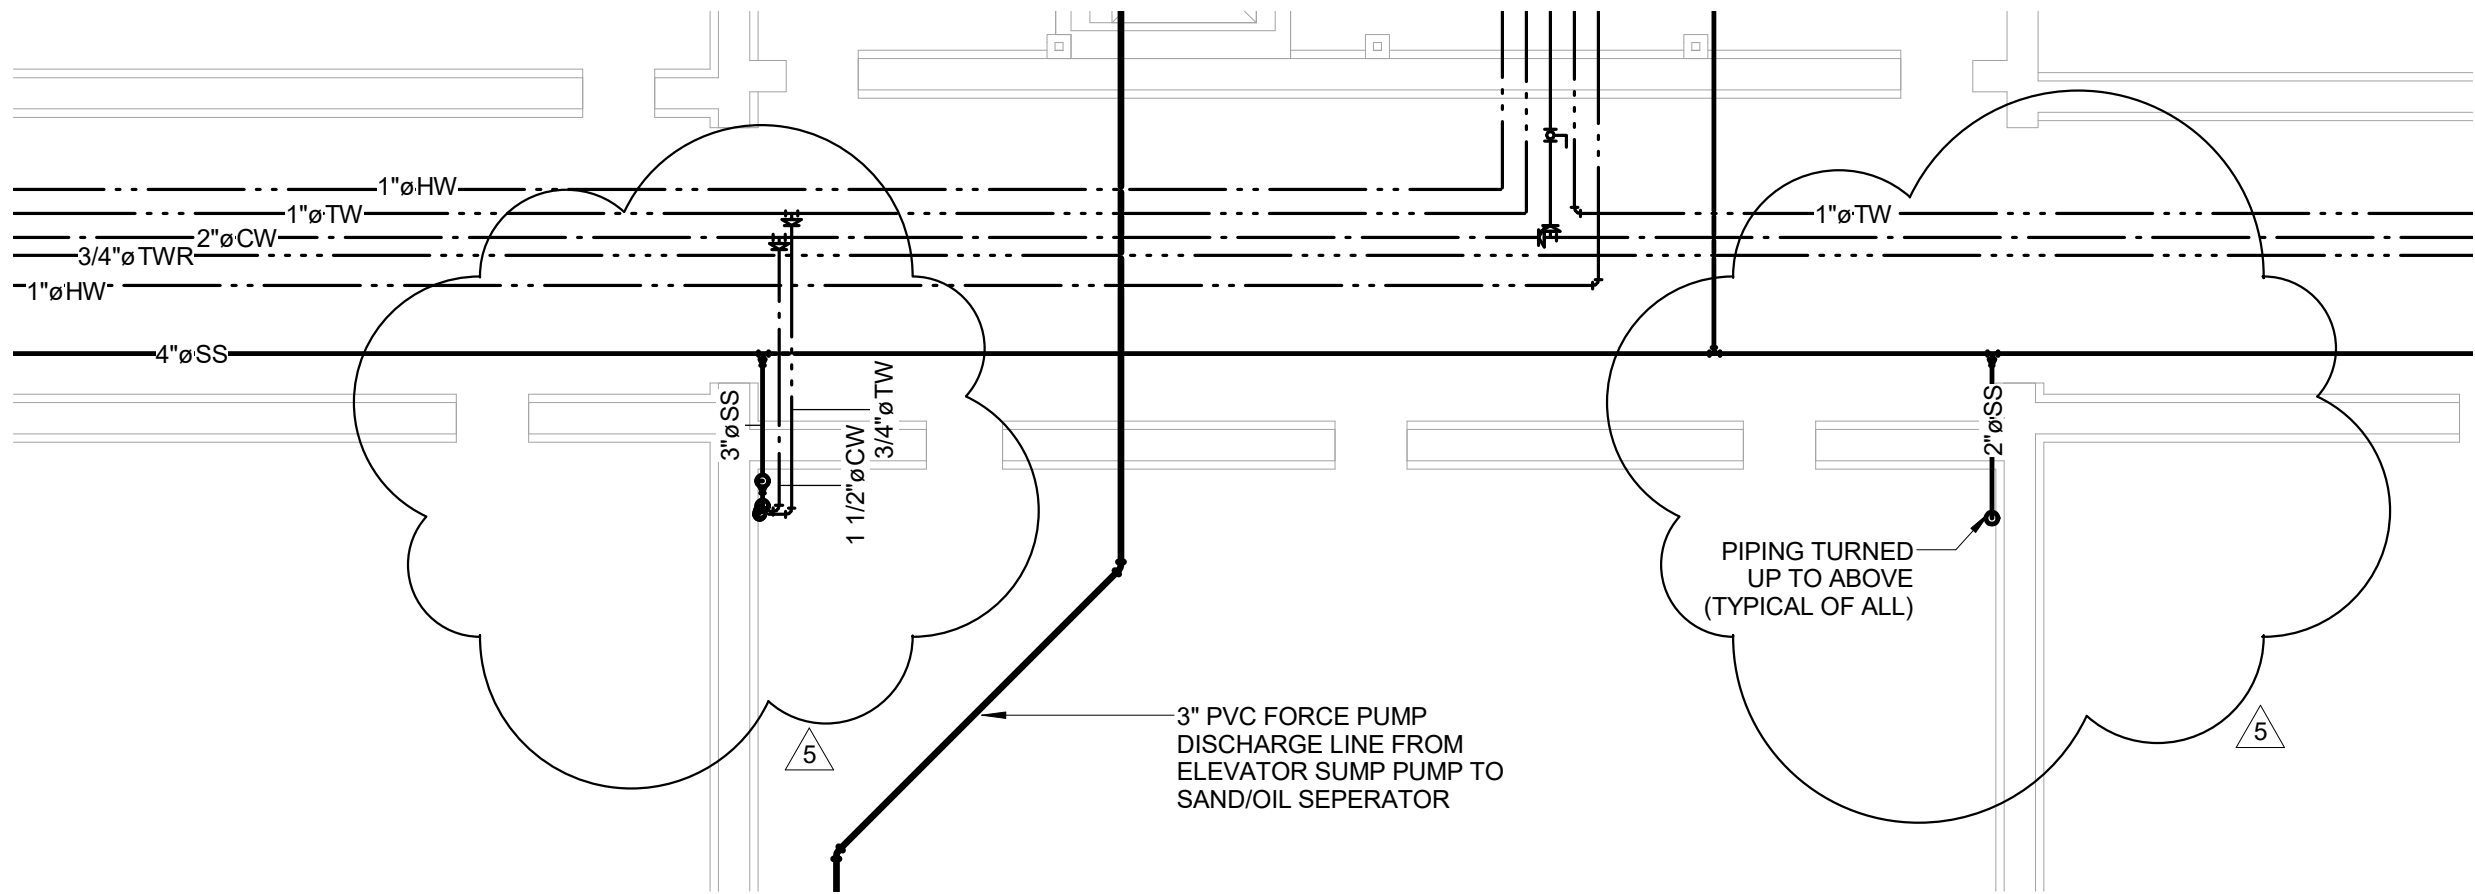 1"øHW
1"øTW
1"øTW
2"øCW
3/4"øTWR
1"øHW
4"øSS
3"øSS
1 1/2"øCW
3/4"øTW
2"øSS
PIPING TURNED
UP TO ABOVE
(TYPICAL OF ALL)
3" PVC FORCE PUMP
DISCHARGE LINE FROM
ELEVATOR SUMP PUMP TO
SAND/OIL SEPERATOR
5
5